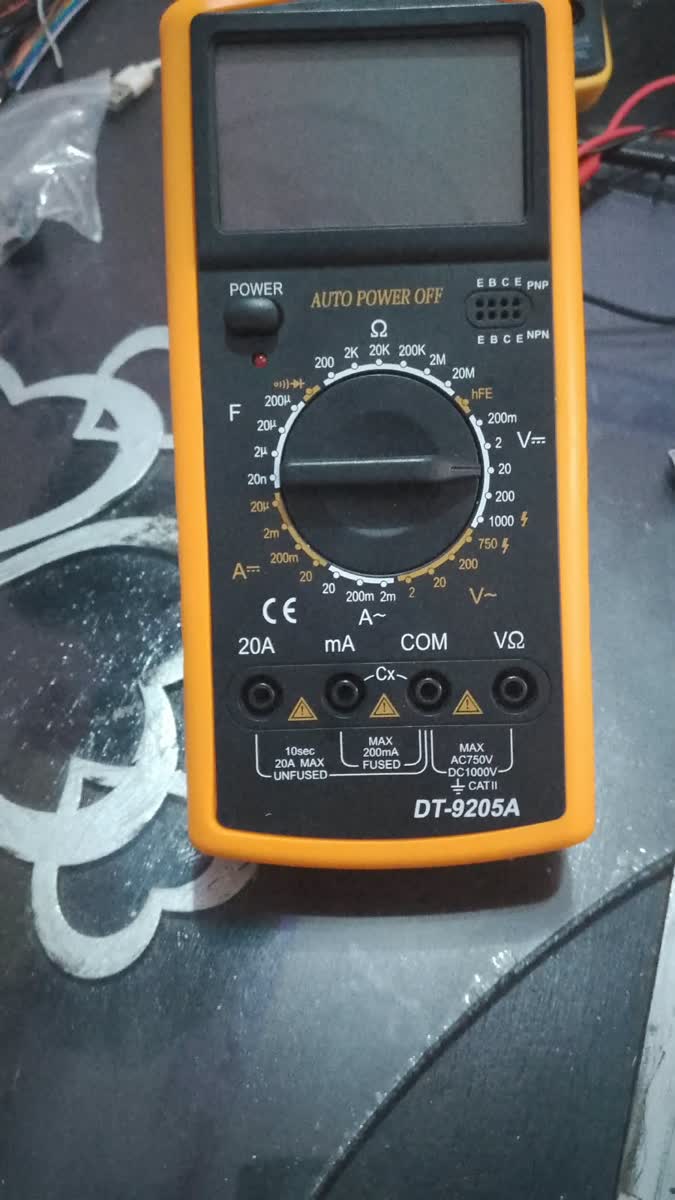 POWER
AUTO POWER OFF
E B C E PNP
E B C E NPN
Ω
200 2K 20K 200K 2M 20M
hFE
200m
2 V⎓
20
200
1000
750
200
20
2
V~
2m
200m
20
A~
20
200m
2m
20µ
A⎓
20n
2µ
20µ
200µ
F
CE
20A mA COM VΩ
Cx
10sec
20A MAX
UNFUSED
MAX
200mA
FUSED
MAX
AC750V
DC1000V
CAT II
DT-9205A